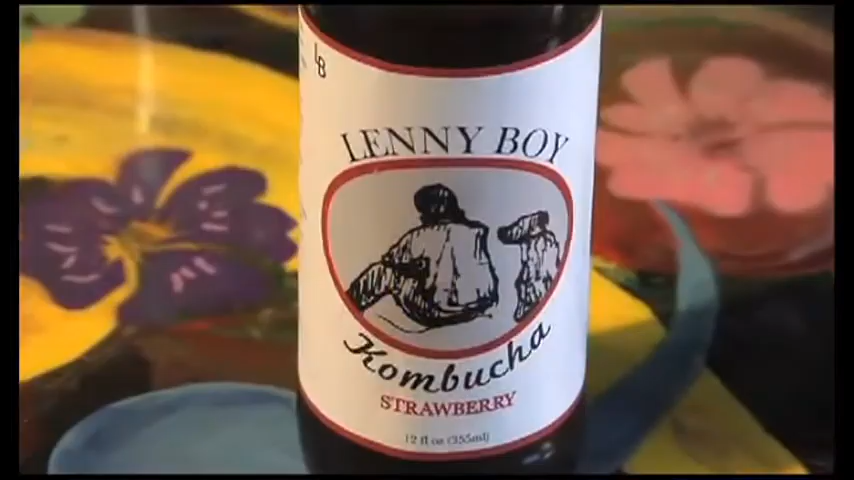 LB
LENNY BOY
Kombucha
STRAWBERRY
12 fl oz (355ml)